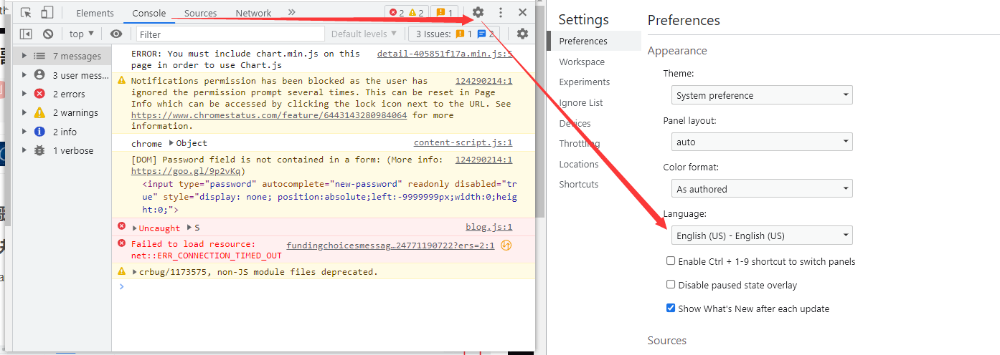 Elements Console Sources Network 2 2 1
top Filter Default levels 3 Issues: 1 2
7 messages
3 user mess...
2 errors
2 warnings
2 info
1 verbose
ERROR: You must include chart.min.js on this detail-405851f17a.min.js:5
page in order to use Chart.js
Notifications permission has been blocked as the user has 124290214:1
ignored the permission prompt several times. This can be reset in Page
Info which can be accessed by clicking the lock icon next to the URL. See
https://www.chromestatus.com/feature/6443143280984064 for more
information.
chrome Object content-script.js:1
[DOM] Password field is not contained in a form: (More info: 124290214:1
https://goo.gl/9p2vKq)
<input type="password" autocomplete="new-password" readonly disabled="tr
ue" style="display: none; position:absolute;left:-9999999px;width:0;heig
ht:0;">
Uncaught S blog.js:1
Failed to load resource: fundingchoicesmessag…24771190722?ers=2:1
net::ERR_CONNECTION_TIMED_OUT
crbug/1173575, non-JS module files deprecated.
Settings
Preferences
Workspace
Experiments
Ignore List
Devices
Throttling
Locations
Shortcuts
Preferences
Appearance
Theme:
System preference
Panel layout:
auto
Color format:
As authored
Language:
English (US) - English (US)
Enable Ctrl + 1-9 shortcut to switch panels
Disable paused state overlay
Show What's New after each update
Sources